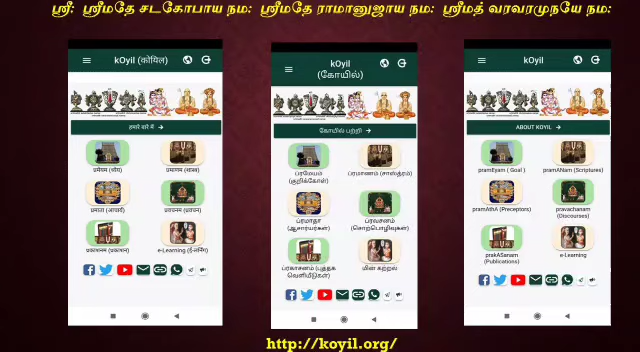 ஸ்ரீ: ஸ்ரீமதே சடகோபாய நம: ஸ்ரீமதே ராமானுஜாய நம: ஸ்ரீமத் வரவரமுநயே நம:
kOyil (कोयिल)
हमारे बारे में →
प्रमेयम (ध्येय)
प्रमाणम (शास्त्र)
प्रमाता (आचार्य)
प्रवचनम (प्रवचन)
प्रकाशनम (प्रकाशन)
e-Learning (ई-लर्निंग)
kOyil
(கோயில்)
கோயில் பற்றி →
ப்ரமேயம்
(குறிக்கோள்)
ப்ரமாணம் (சாஸ்த்ரம்)
ப்ரமாதா
(ஆசார்யர்கள்)
ப்ரவசனம்
(சொற்பொழிவுகள்)
ப்ரகாசனம் (புத்தக
வெளியீடுகள்)
மின் கற்றல்
kOyil
ABOUT KOYIL →
pramEyam ( Goal )
pramANam (Scriptures)
pramAthA (Preceptors)
pravachanam
(Discourses)
prakASanam
(Publications)
e-Learning
http://koyil.org/